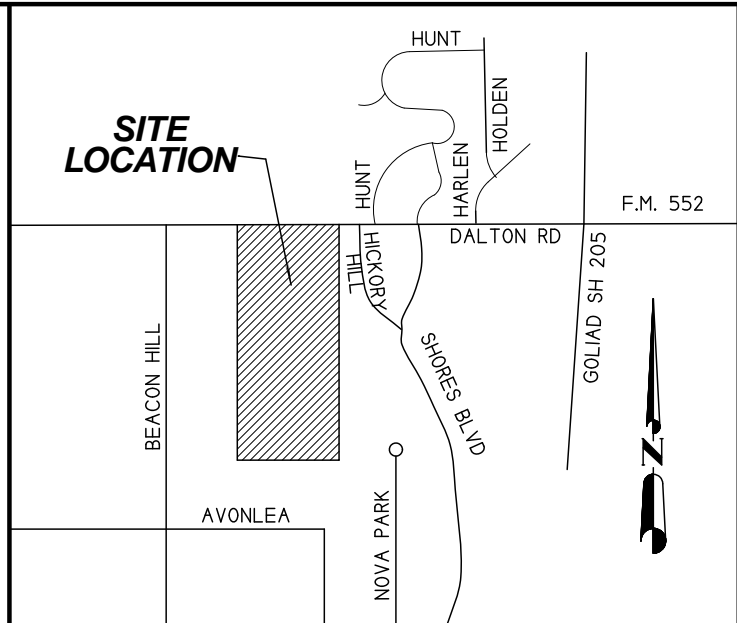 HUNT
SITE
LOCATION
HOLDEN
HUNT
HARLEN
F.M. 552
DALTON RD
HICKORY
HILL
GOLIAD SH 205
BEACON HILL
SHORES BLVD
N
AVONLEA
NOVA PARK